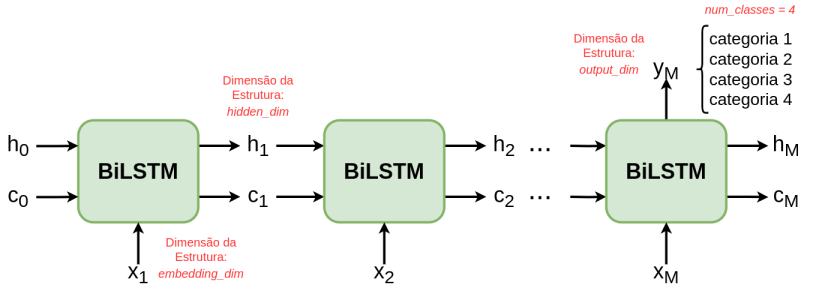 num_classes = 4
Dimensão da
Estrutura:
output_dim
y_M
categoria 1
categoria 2
categoria 3
categoria 4
Dimensão da
Estrutura:
hidden_dim
h_0
BiLSTM
h_1
BiLSTM
h_2 ...
BiLSTM
h_M
c_0
c_1
c_2 ...
c_M
Dimensão da
Estrutura:
embedding_dim
x_1
x_2
x_M